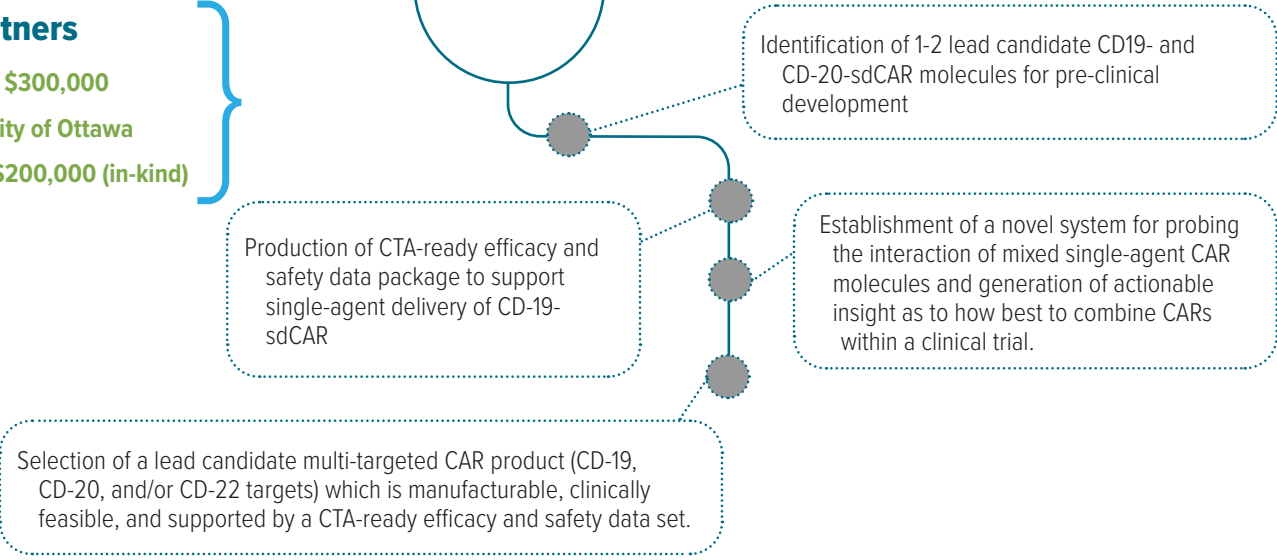 tners
$300,000
ity of Ottawa
$200,000 (in-kind)
Identification of 1-2 lead candidate CD19- and
CD-20-sdCAR molecules for pre-clinical
development
Production of CTA-ready efficacy and
safety data package to support
single-agent delivery of CD-19-
sdCAR
Establishment of a novel system for probing
the interaction of mixed single-agent CAR
molecules and generation of actionable
insight as to how best to combine CARs
within a clinical trial.
Selection of a lead candidate multi-targeted CAR product (CD-19,
CD-20, and/or CD-22 targets) which is manufacturable, clinically
feasible, and supported by a CTA-ready efficacy and safety data set.